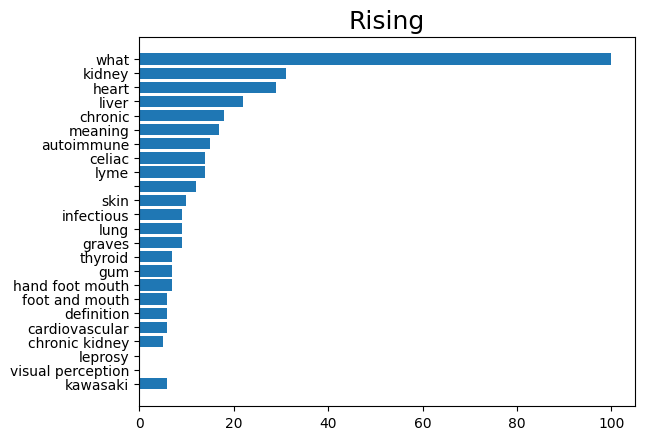 Rising
what
kidney
heart
liver
chronic
meaning
autoimmune
celiac
lyme
skin
infectious
lung
graves
thyroid
gum
hand foot mouth
foot and mouth
definition
cardiovascular
chronic kidney
leprosy
visual perception
kawasaki
0 20 40 60 80 100